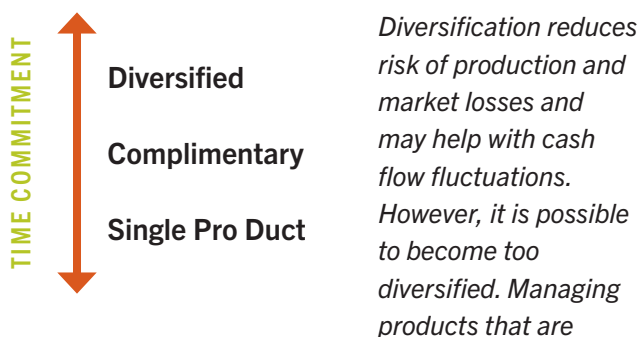 TIME COMMITMENT
Diversified
Complimentary
Single Pro Duct
Diversification reduces
risk of production and
market losses and
may help with cash
flow fluctuations.
However, it is possible
to become too
diversified. Managing
products that are